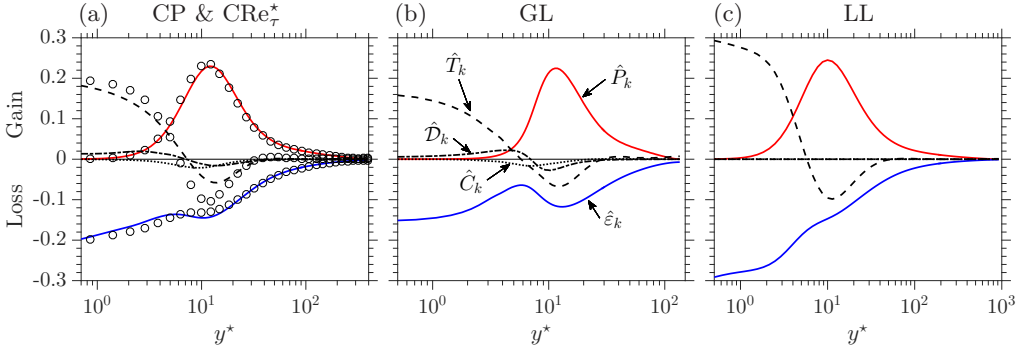 (a) CP & CRe⋆τ
(b) GL
(c) LL
0.3
0.2
0.1
0
-0.1
-0.2
-0.3
Gain
Loss
10⁰ 10¹ 10²
y⋆
T̂k
P̂k
𝒟̂k
Ĉk
ε̂k
10⁰ 10¹ 10²
y⋆
10⁰ 10¹ 10² 10³
y⋆